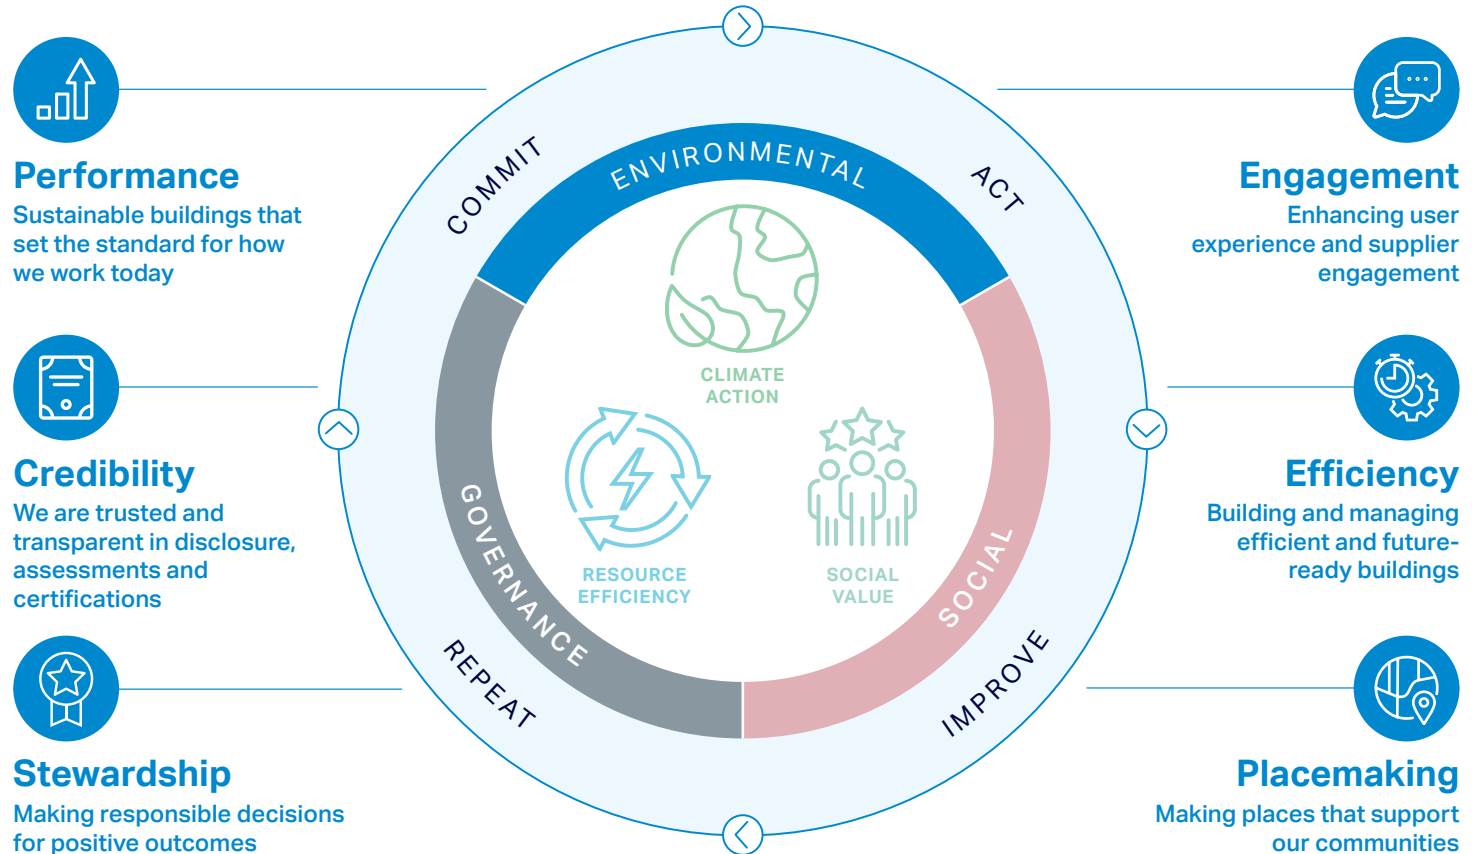 Performance
Sustainable buildings that
set the standard for how
we work today
Credibility
We are trusted and
transparent in disclosure,
assessments and
certifications
Stewardship
Making responsible decisions
for positive outcomes
COMMIT
ACT
IMPROVE
REPEAT
ENVIRONMENTAL
SOCIAL
GOVERNANCE
CLIMATE
ACTION
RESOURCE
EFFICIENCY
SOCIAL
VALUE
Engagement
Enhancing user
experience and supplier
engagement
Efficiency
Building and managing
efficient and future-
ready buildings
Placemaking
Making places that support
our communities